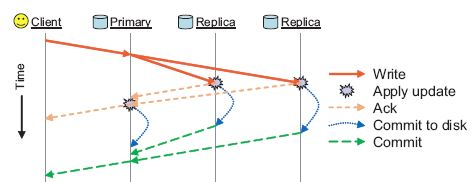 Client Primary Replica Replica
Time
Write
Apply update
Ack
Commit to disk
Commit